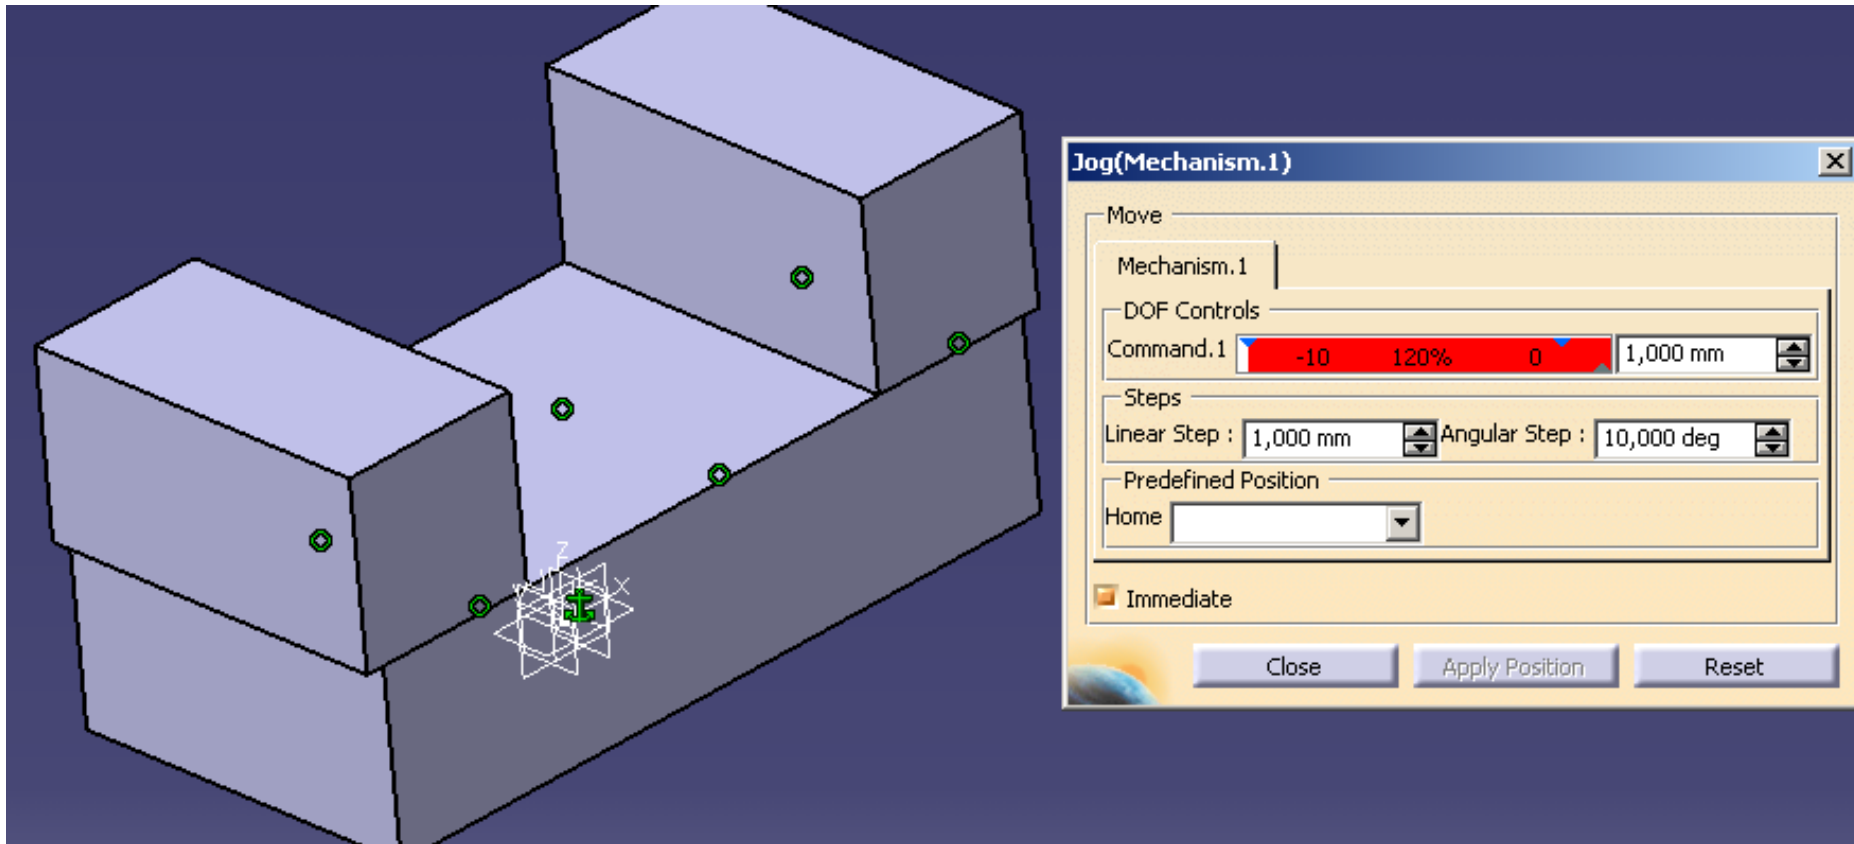 Jog(Mechanism.1)
Move
Mechanism.1
DOF Controls
Command.1 -10 120% 0 1,000 mm
Steps
Linear Step : 1,000 mm Angular Step : 10,000 deg
Predefined Position
Home
Immediate
Close Apply Position Reset
Z
Y X